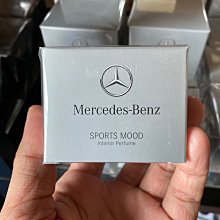 Mercedes-Benz
SPORTS MOOD
Interior Perfume